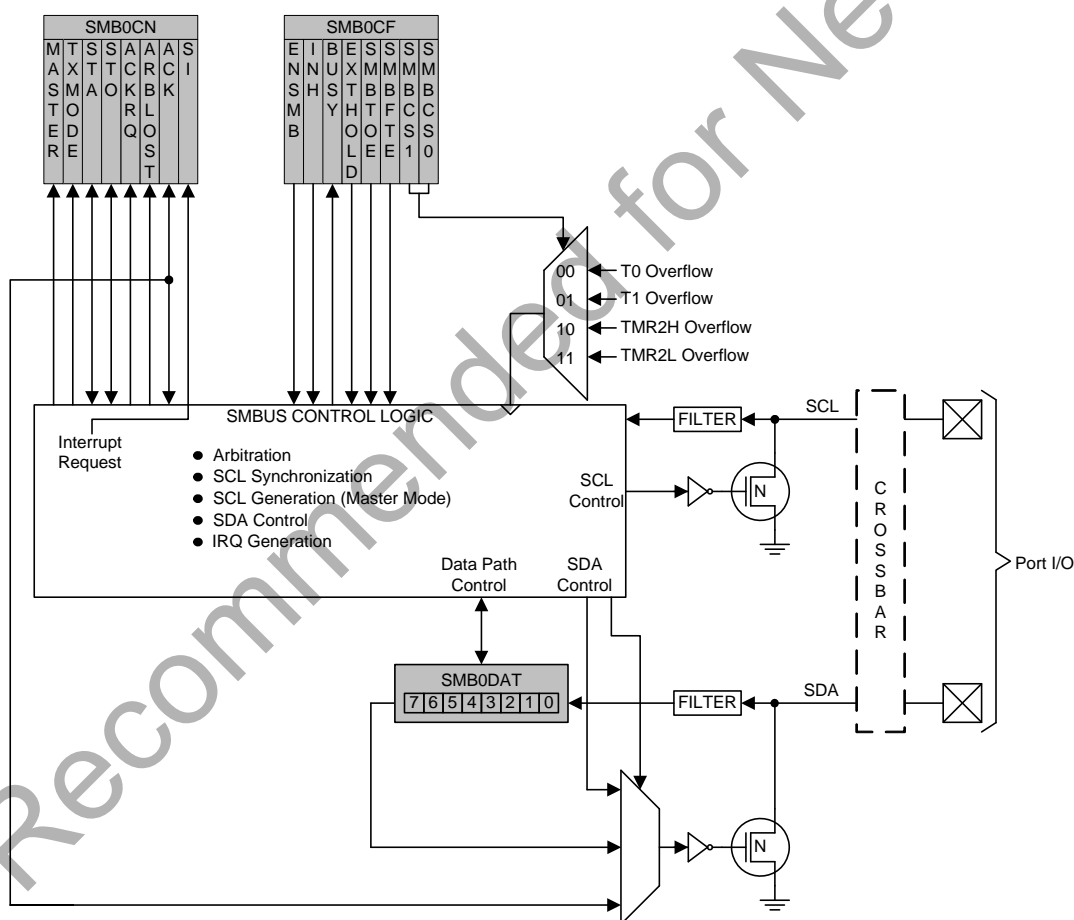 SMB0CN
MASTER
TXMODE
STA
STO
ACKRQ
ARBLOST
ACK
SI
SMB0CF
ENSMB
INH
BUSY
EXTHOLD
SMBTOE
SMBFTE
SMBCS1
SMBCS0
00
T0 Overflow
01
T1 Overflow
10
TMR2H Overflow
11
TMR2L Overflow
SMBUS CONTROL LOGIC
Interrupt
Request
Arbitration
SCL Synchronization
SCL Generation (Master Mode)
SDA Control
IRQ Generation
SCL
Control
Data Path
Control
SDA
Control
FILTER
SCL
N
CROSSBAR
Port I/O
SMB0DAT
7 6 5 4 3 2 1 0
FILTER
SDA
N
Recommended for Ne